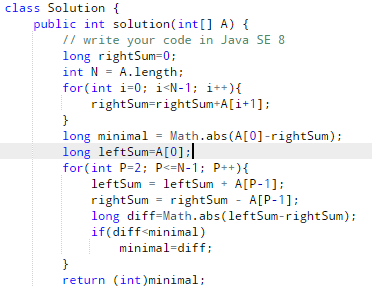 class Solution {
    public int solution(int[] A) {
        // write your code in Java SE 8
        long rightSum=0;
        int N = A.length;
        for(int i=0; i<N-1; i++){
            rightSum=rightSum+A[i+1];
        }
        long minimal = Math.abs(A[0]-rightSum);
        long leftSum=A[0];
        for(int P=2; P<=N-1; P++){
            leftSum = leftSum + A[P-1];
            rightSum = rightSum - A[P-1];
            long diff=Math.abs(leftSum-rightSum);
            if(diff<minimal)
                minimal=diff;
        }
        return (int)minimal;